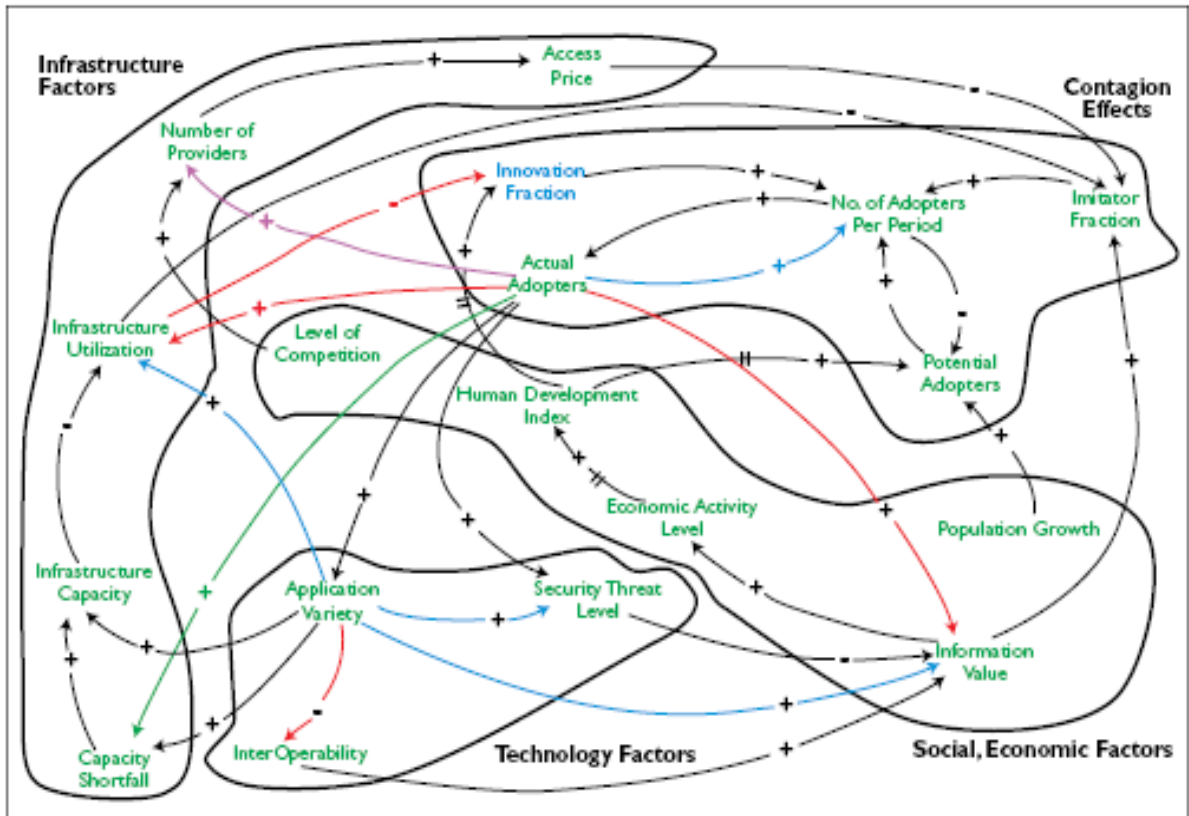 Infrastructure
Factors
Access
Price
Contagion
Effects
Number of
Providers
Innovation
Fraction
No. of Adopters
Per Period
Imitator
Fraction
Actual
Adopters
Infrastructure
Utilization
Level of
Competition
Potential
Adopters
Human Development
Index
Economic Activity
Level
Population Growth
Infrastructure
Capacity
Application
Variety
Security Threat
Level
Information
Value
Capacity
Shortfall
InterOperability
Technology Factors
Social, Economic Factors